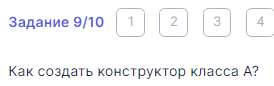 Задание 9/10 1 2 3 4
Как создать конструктор класса А?